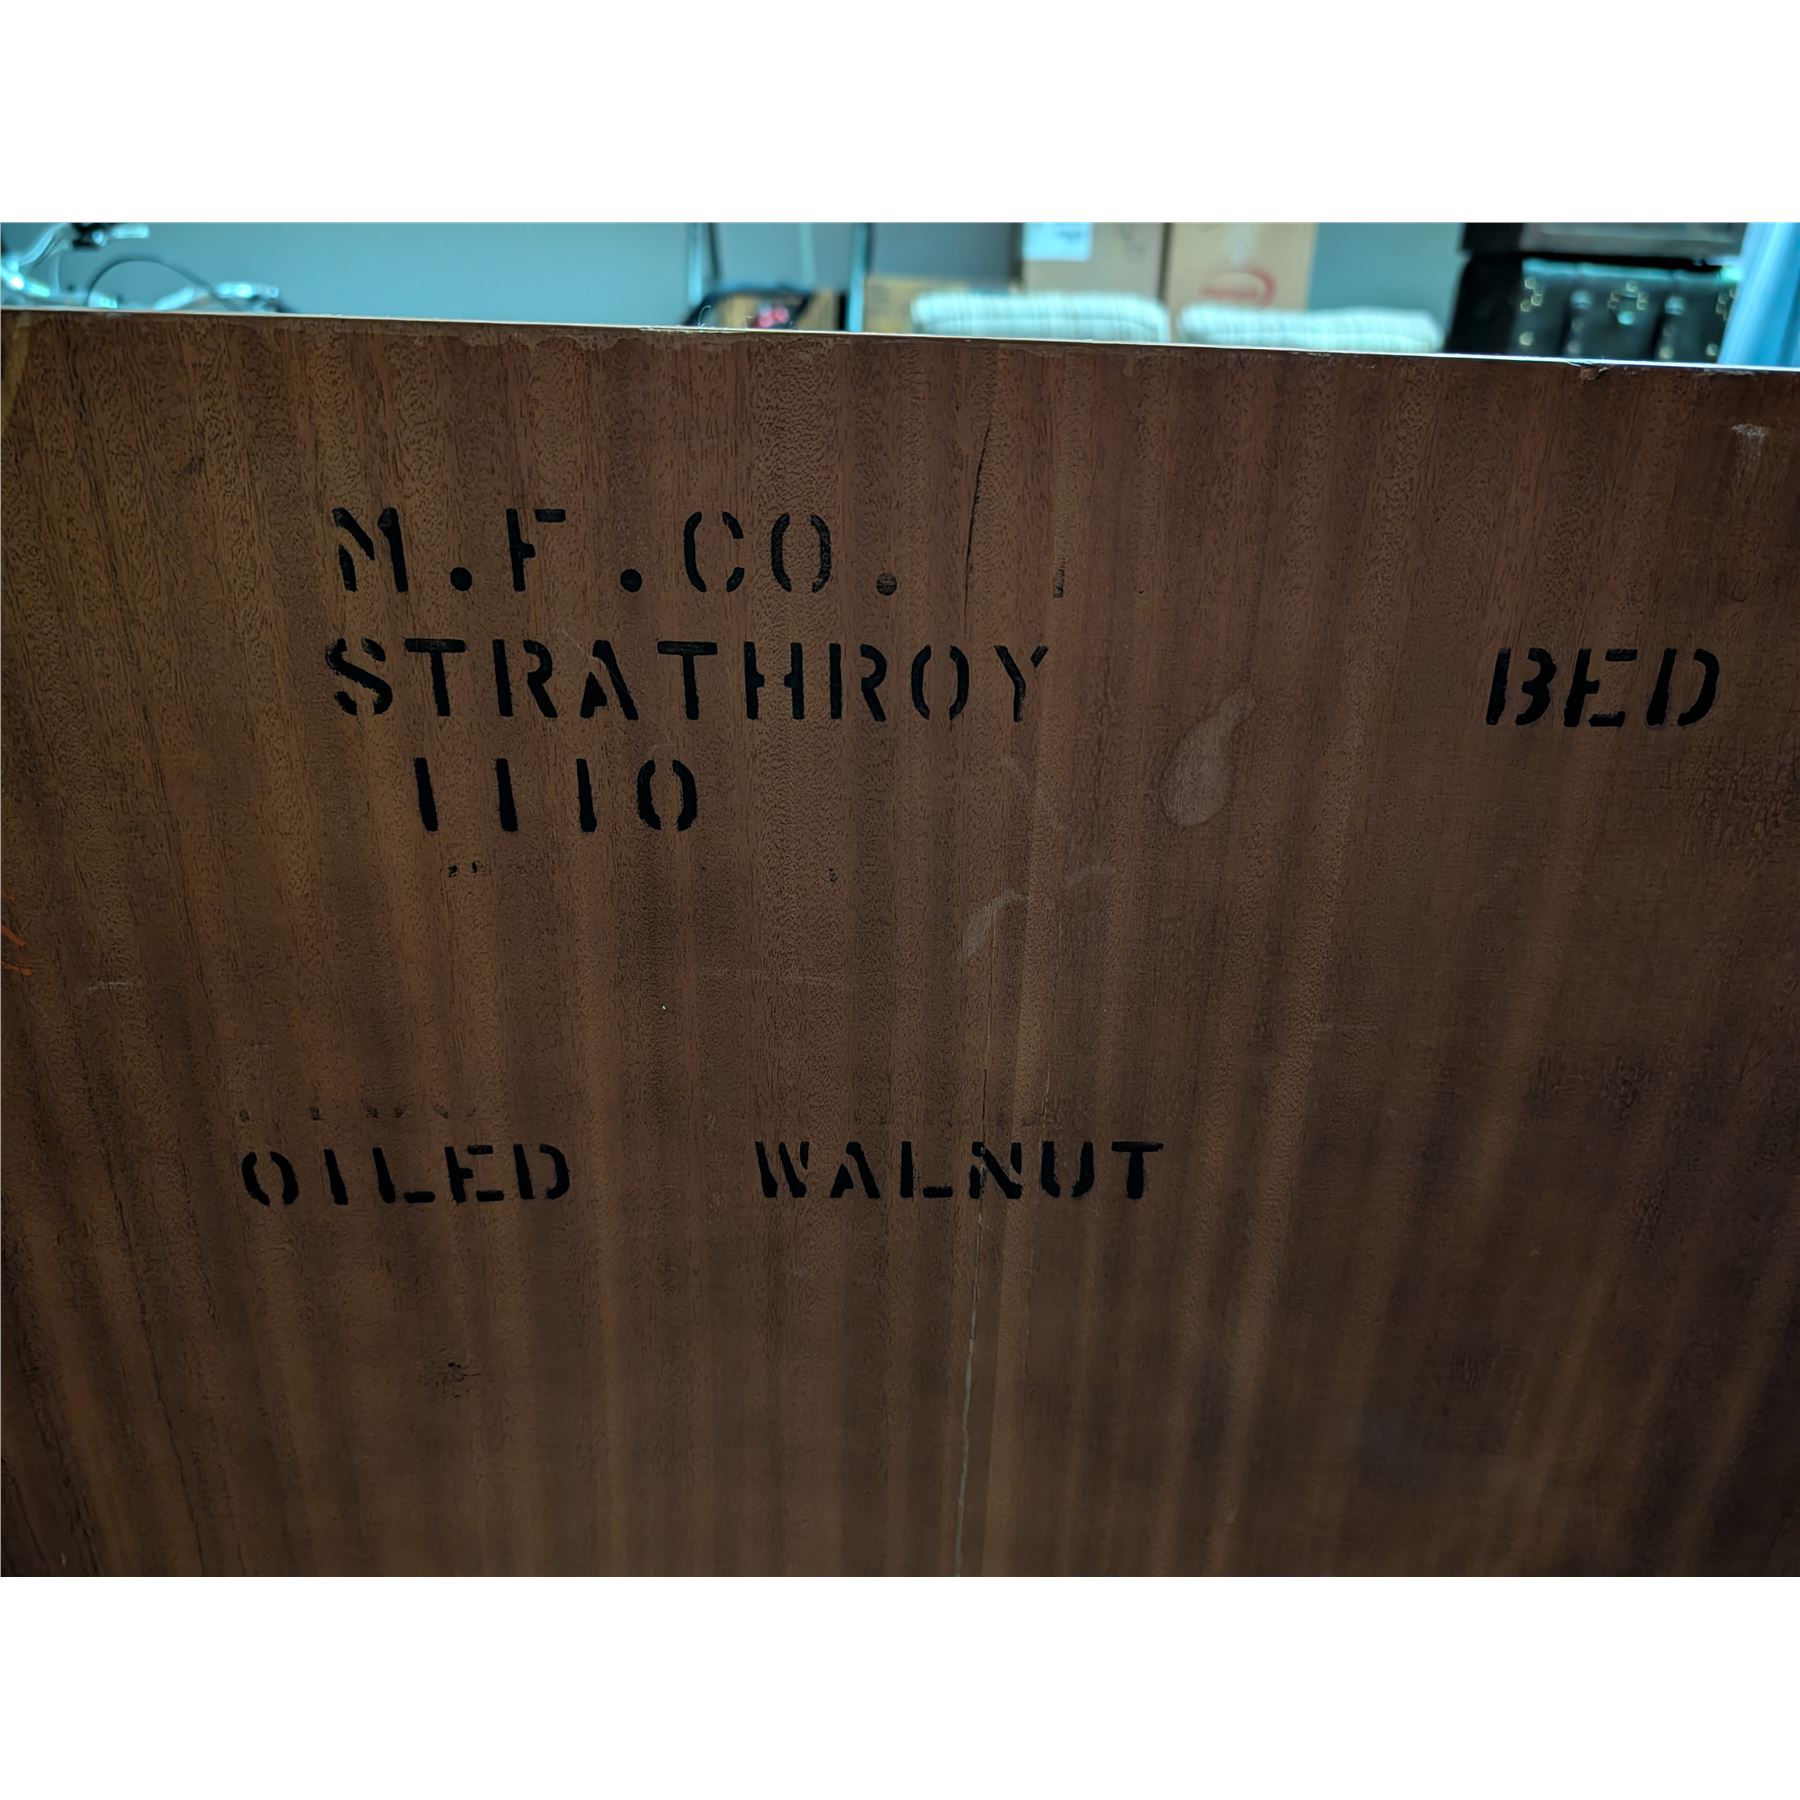 M.F.CO.
STRATHROY BED
1110
OILED WALNUT